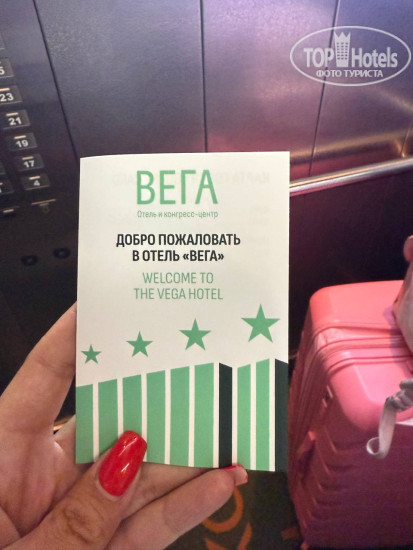 TOP Hotels
ФОТО ТУРИСТА
23
21
19
17
ВЕГА
Отель и конгресс-центр
ДОБРО ПОЖАЛОВАТЬ
В ОТЕЛЬ «ВЕГА»
WELCOME TO
THE VEGA HOTEL